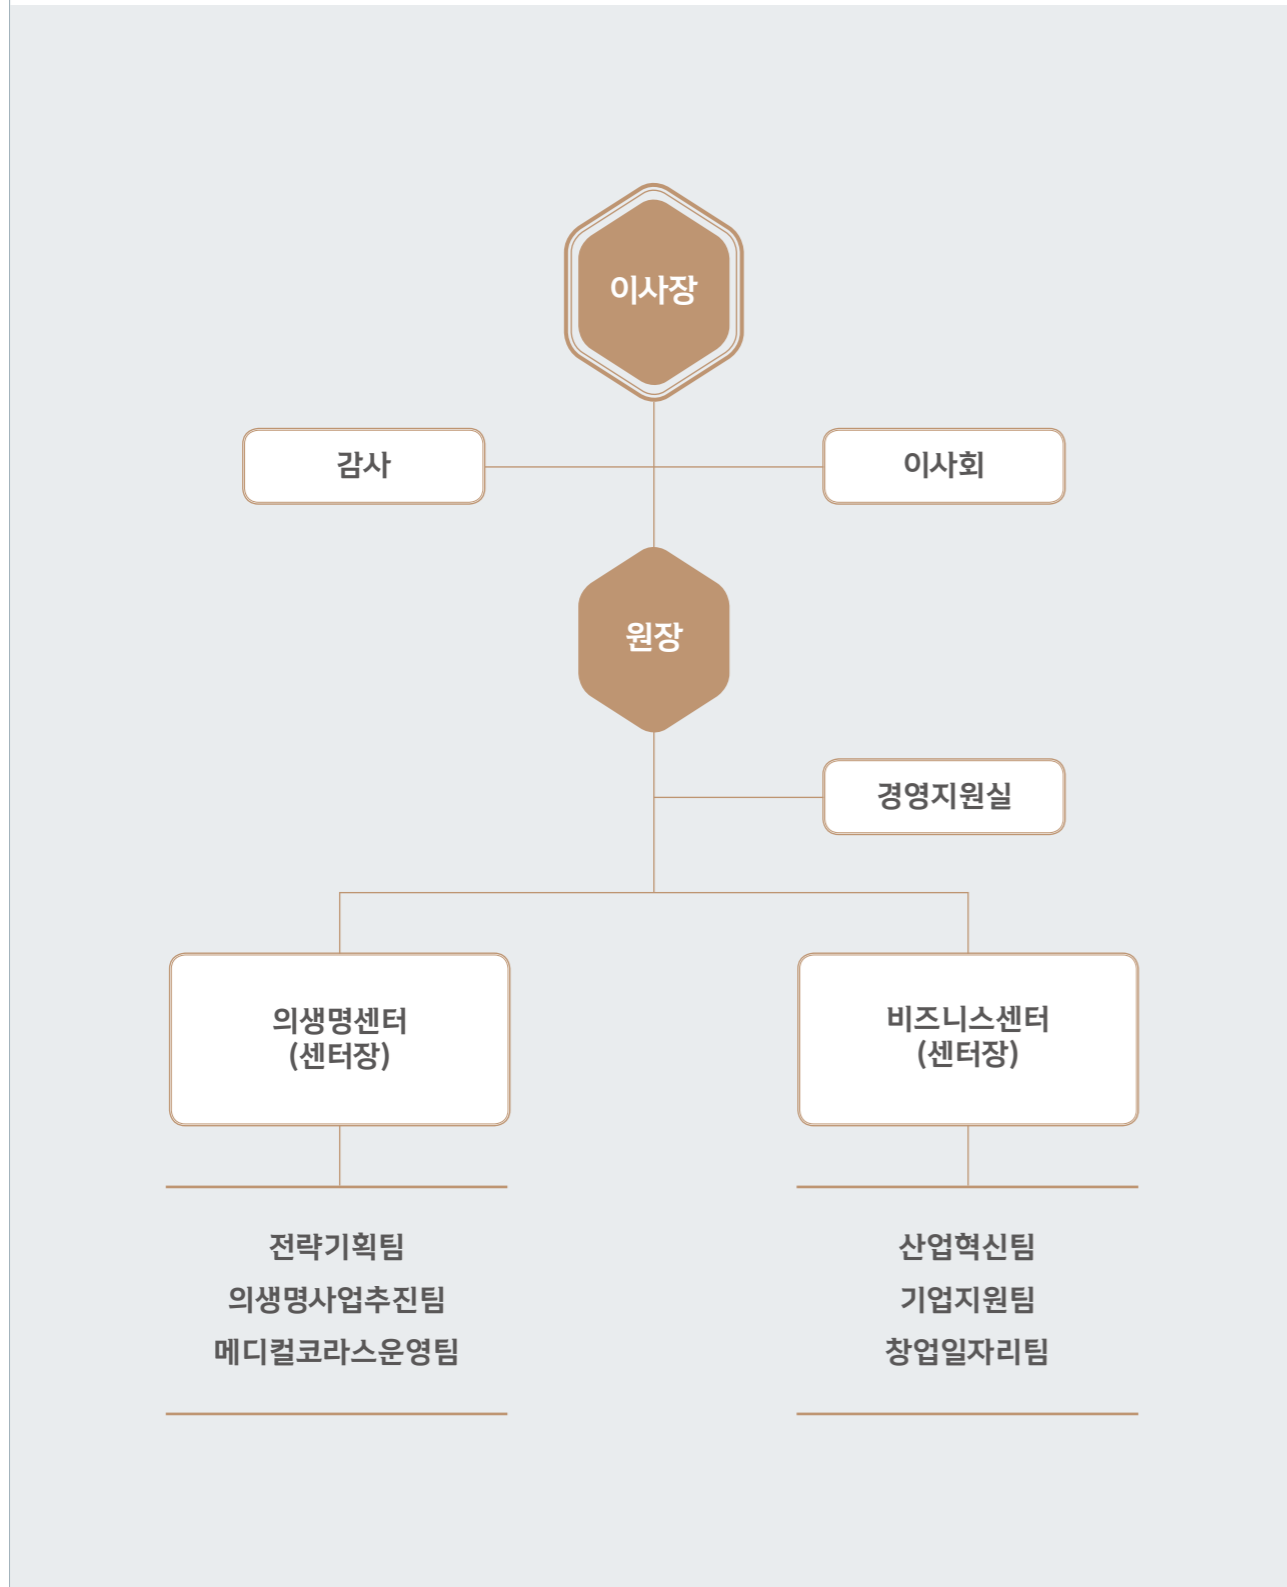 이사장
감사
이사회
원장
경영지원실
의생명센터
(센터장)
비즈니스센터
(센터장)
전략기획팀
의생명사업추진팀
메디컬코라스운영팀
산업혁신팀
기업지원팀
창업일자리팀